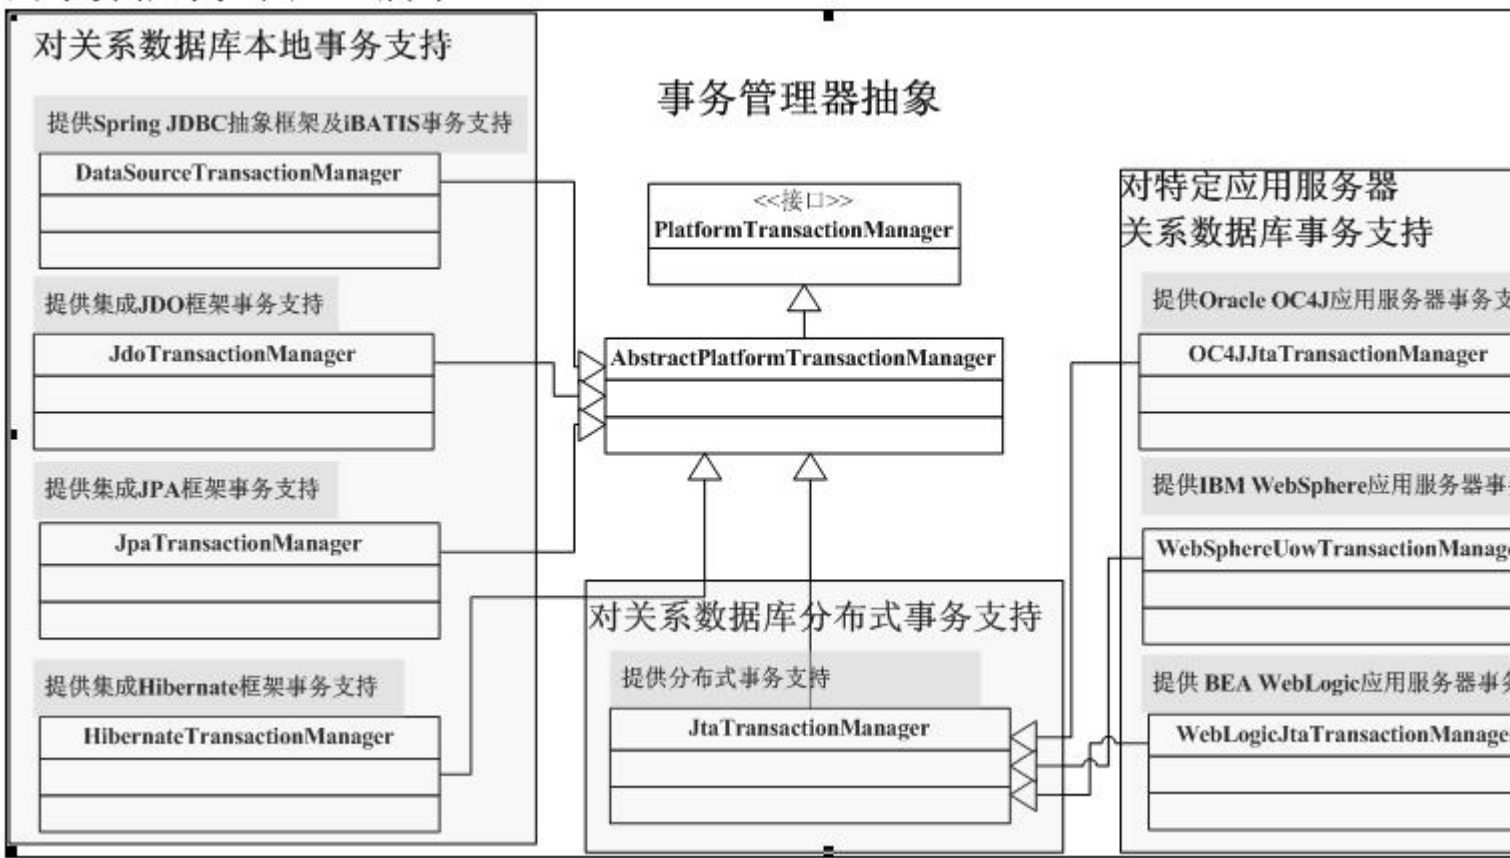 对关系数据库本地事务支持
提供Spring JDBC抽象框架及iBATIS事务支持
DataSourceTransactionManager
提供集成JDO框架事务支持
JdoTransactionManager
提供集成JPA框架事务支持
JpaTransactionManager
提供集成Hibernate框架事务支持
HibernateTransactionManager
事务管理器抽象
<<接口>>
PlatformTransactionManager
AbstractPlatformTransactionManager
对关系数据库分布式事务支持
提供分布式事务支持
JtaTransactionManager
对特定应用服务器
关系数据库事务支持
提供Oracle OC4J应用服务器事务支
OC4JJtaTransactionManager
提供IBM WebSphere应用服务器事
WebSphereUowTransactionManage
提供 BEA WebLogic应用服务器事务
WebLogicJtaTransactionManage